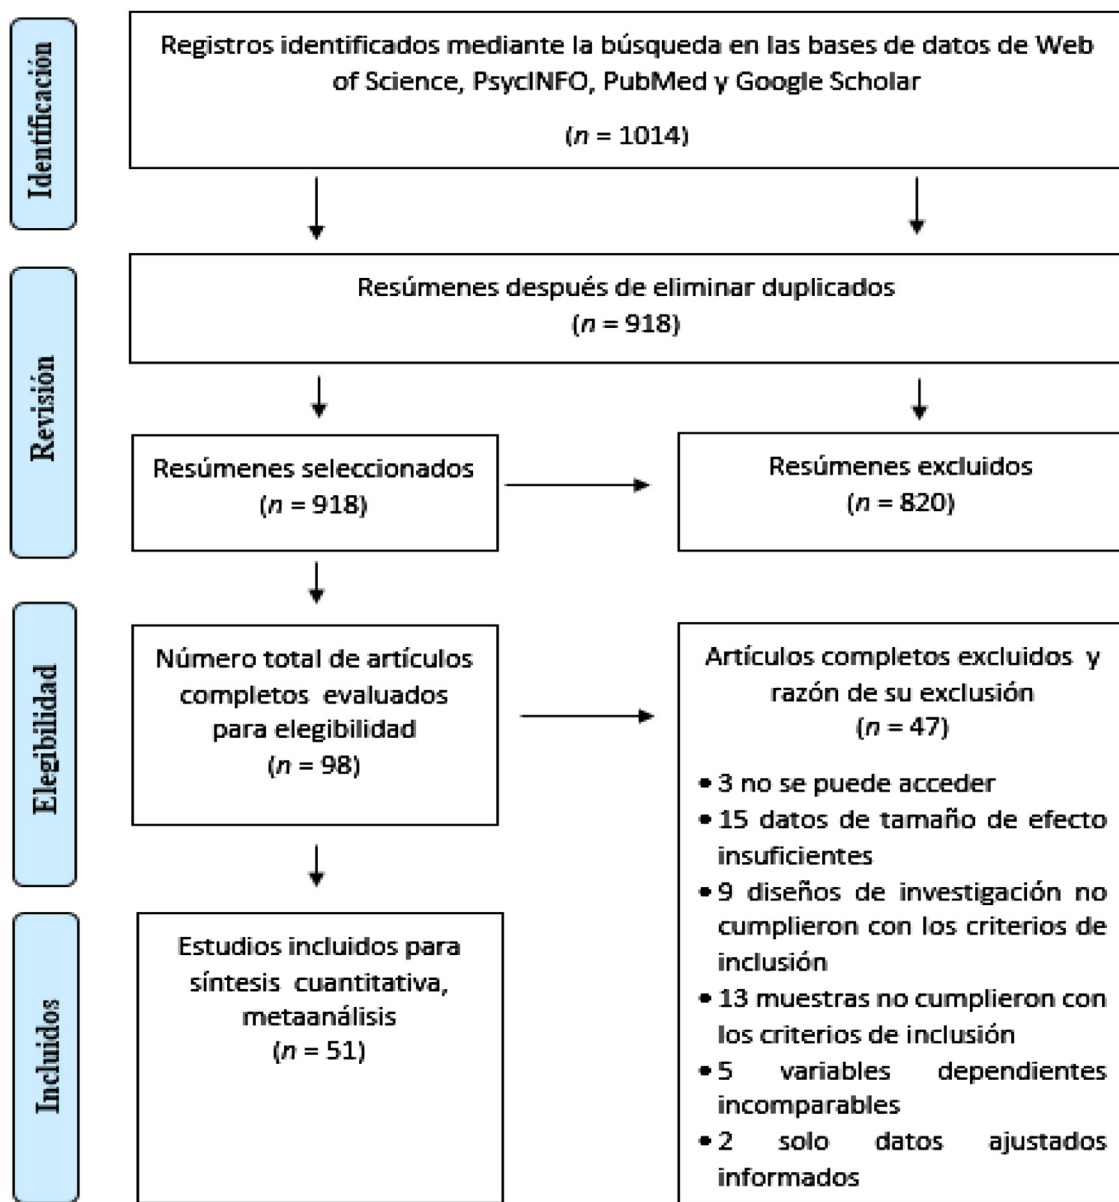 Identificación
Registros identificados mediante la búsqueda en las bases de datos de Web
of Science, PsycINFO, PubMed y Google Scholar
(n = 1014)
Revisión
Resúmenes después de eliminar duplicados
(n = 918)
Resúmenes seleccionados
(n = 918)
Resúmenes excluidos
(n = 820)
Elegibilidad
Número total de artículos
completos evaluados
para elegibilidad
(n = 98)
Artículos completos excluidos y
razón de su exclusión
(n = 47)
• 3 no se puede acceder
• 15 datos de tamaño de efecto
insuficientes
• 9 diseños de investigación no
cumplieron con los criterios de
inclusión
• 13 muestras no cumplieron con
los criterios de inclusión
• 5 variables dependientes
incomparables
• 2 solo datos ajustados
informados
Incluidos
Estudios incluidos para
síntesis cuantitativa,
metaanálisis
(n = 51)